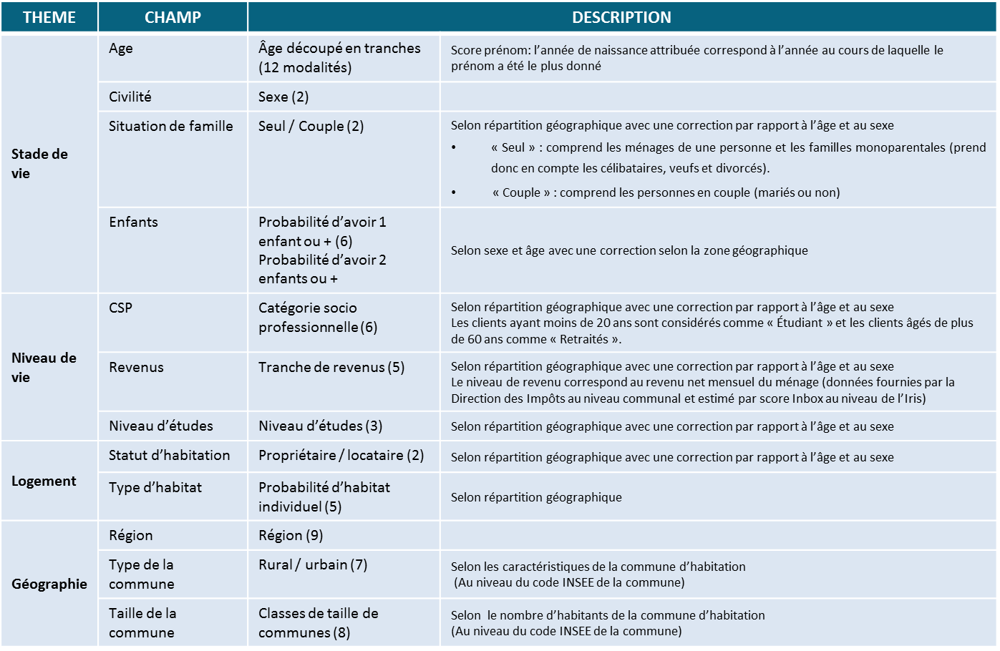 THEME CHAMP DESCRIPTION
Stade de
vie
Age
Âge découpé en tranches
(12 modalités)
Score prénom: l’année de naissance attribuée correspond à l’année au cours de laquelle le
prénom a été le plus donné
Civilité
Sexe (2)
Situation de famille
Seul / Couple (2)
Selon répartition géographique avec une correction par rapport à l’âge et au sexe
• « Seul » : comprend les ménages de une personne et les familles monoparentales (prend
donc en compte les célibataires, veufs et divorcés).
• « Couple » : comprend les personnes en couple (mariés ou non)
Enfants
Probabilité d’avoir 1
enfant ou + (6)
Probabilité d’avoir 2
enfants ou +
Selon sexe et âge avec une correction selon la zone géographique
Niveau de
vie
CSP
Catégorie socio
professionnelle (6)
Selon répartition géographique avec une correction par rapport à l’âge et au sexe
Les clients ayant moins de 20 ans sont considérés comme « Étudiant » et les clients âgés de plus
de 60 ans comme « Retraités ».
Revenus
Tranche de revenus (5)
Selon répartition géographique avec une correction par rapport à l’âge et au sexe
Le niveau de revenu correspond au revenu net mensuel du ménage (données fournies par la
Direction des Impôts au niveau communal et estimé par score Inbox au niveau de l’Iris)
Niveau d’études
Niveau d’études (3)
Selon répartition géographique avec une correction par rapport à l’âge et au sexe
Logement
Statut d’habitation
Propriétaire / locataire (2)
Selon répartition géographique avec une correction par rapport à l’âge et au sexe
Type d’habitat
Probabilité d’habitat
individuel (5)
Selon répartition géographique
Géographie
Région
Région (9)
Type de la
commune
Rural / urbain (7)
Selon les caractéristiques de la commune d’habitation
(Au niveau du code INSEE de la commune)
Taille de la
commune
Classes de taille de
communes (8)
Selon le nombre d’habitants de la commune d’habitation
(Au niveau du code INSEE de la commune)